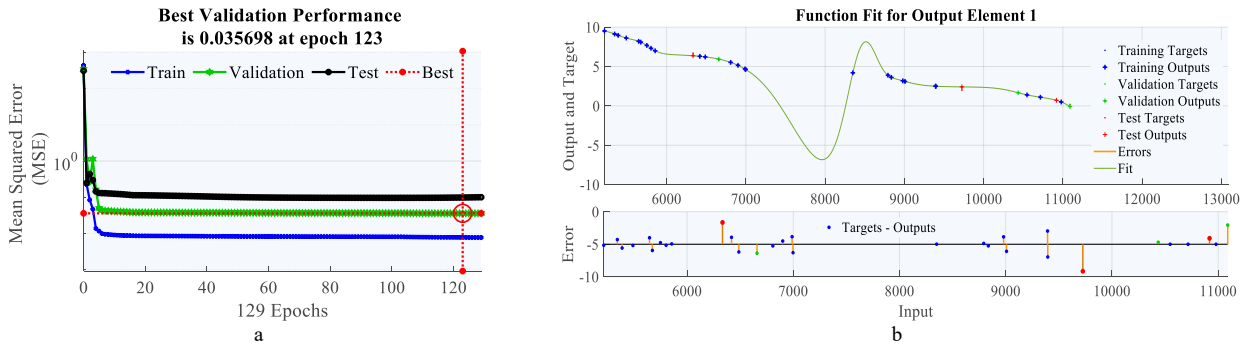 Best Validation Performance
is 0.035698 at epoch 123
Train Validation Test Best
Mean Squared Error
(MSE)
10^0
0 20 40 60 80 100 120
129 Epochs
a
Function Fit for Output Element 1
Output and Target
10
5
0
-5
-10
Training Targets
Training Outputs
Validation Targets
Validation Outputs
Test Targets
Test Outputs
Errors
Fit
6000 7000 8000 9000 10000 11000 12000 13000
Error
0
-5
-10
Targets - Outputs
6000 7000 8000 9000 10000 11000
Input
b